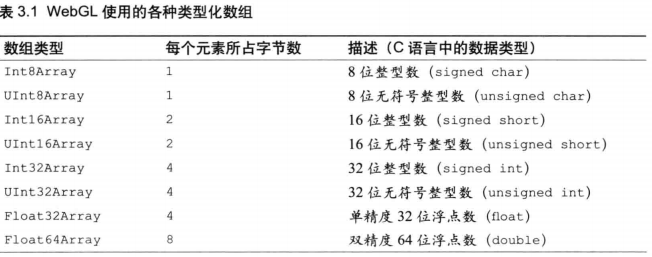 表 3.1 WebGL 使用的各种类型化数组
数组类型 每个元素所占字节数 描述（C 语言中的数据类型）
Int8Array 1 8 位整型数 (signed char)
UInt8Array 1 8 位无符号整型数 (unsigned char)
Int16Array 2 16 位整型数 (signed short)
UInt16Array 2 16 位无符号整型数 (unsigned short)
Int32Array 4 32 位整型数 (signed int)
UInt32Array 4 32 位无符号整型数 (unsigned int)
Float32Array 4 单精度 32 位浮点数 (float)
Float64Array 8 双精度 64 位浮点数 (double)